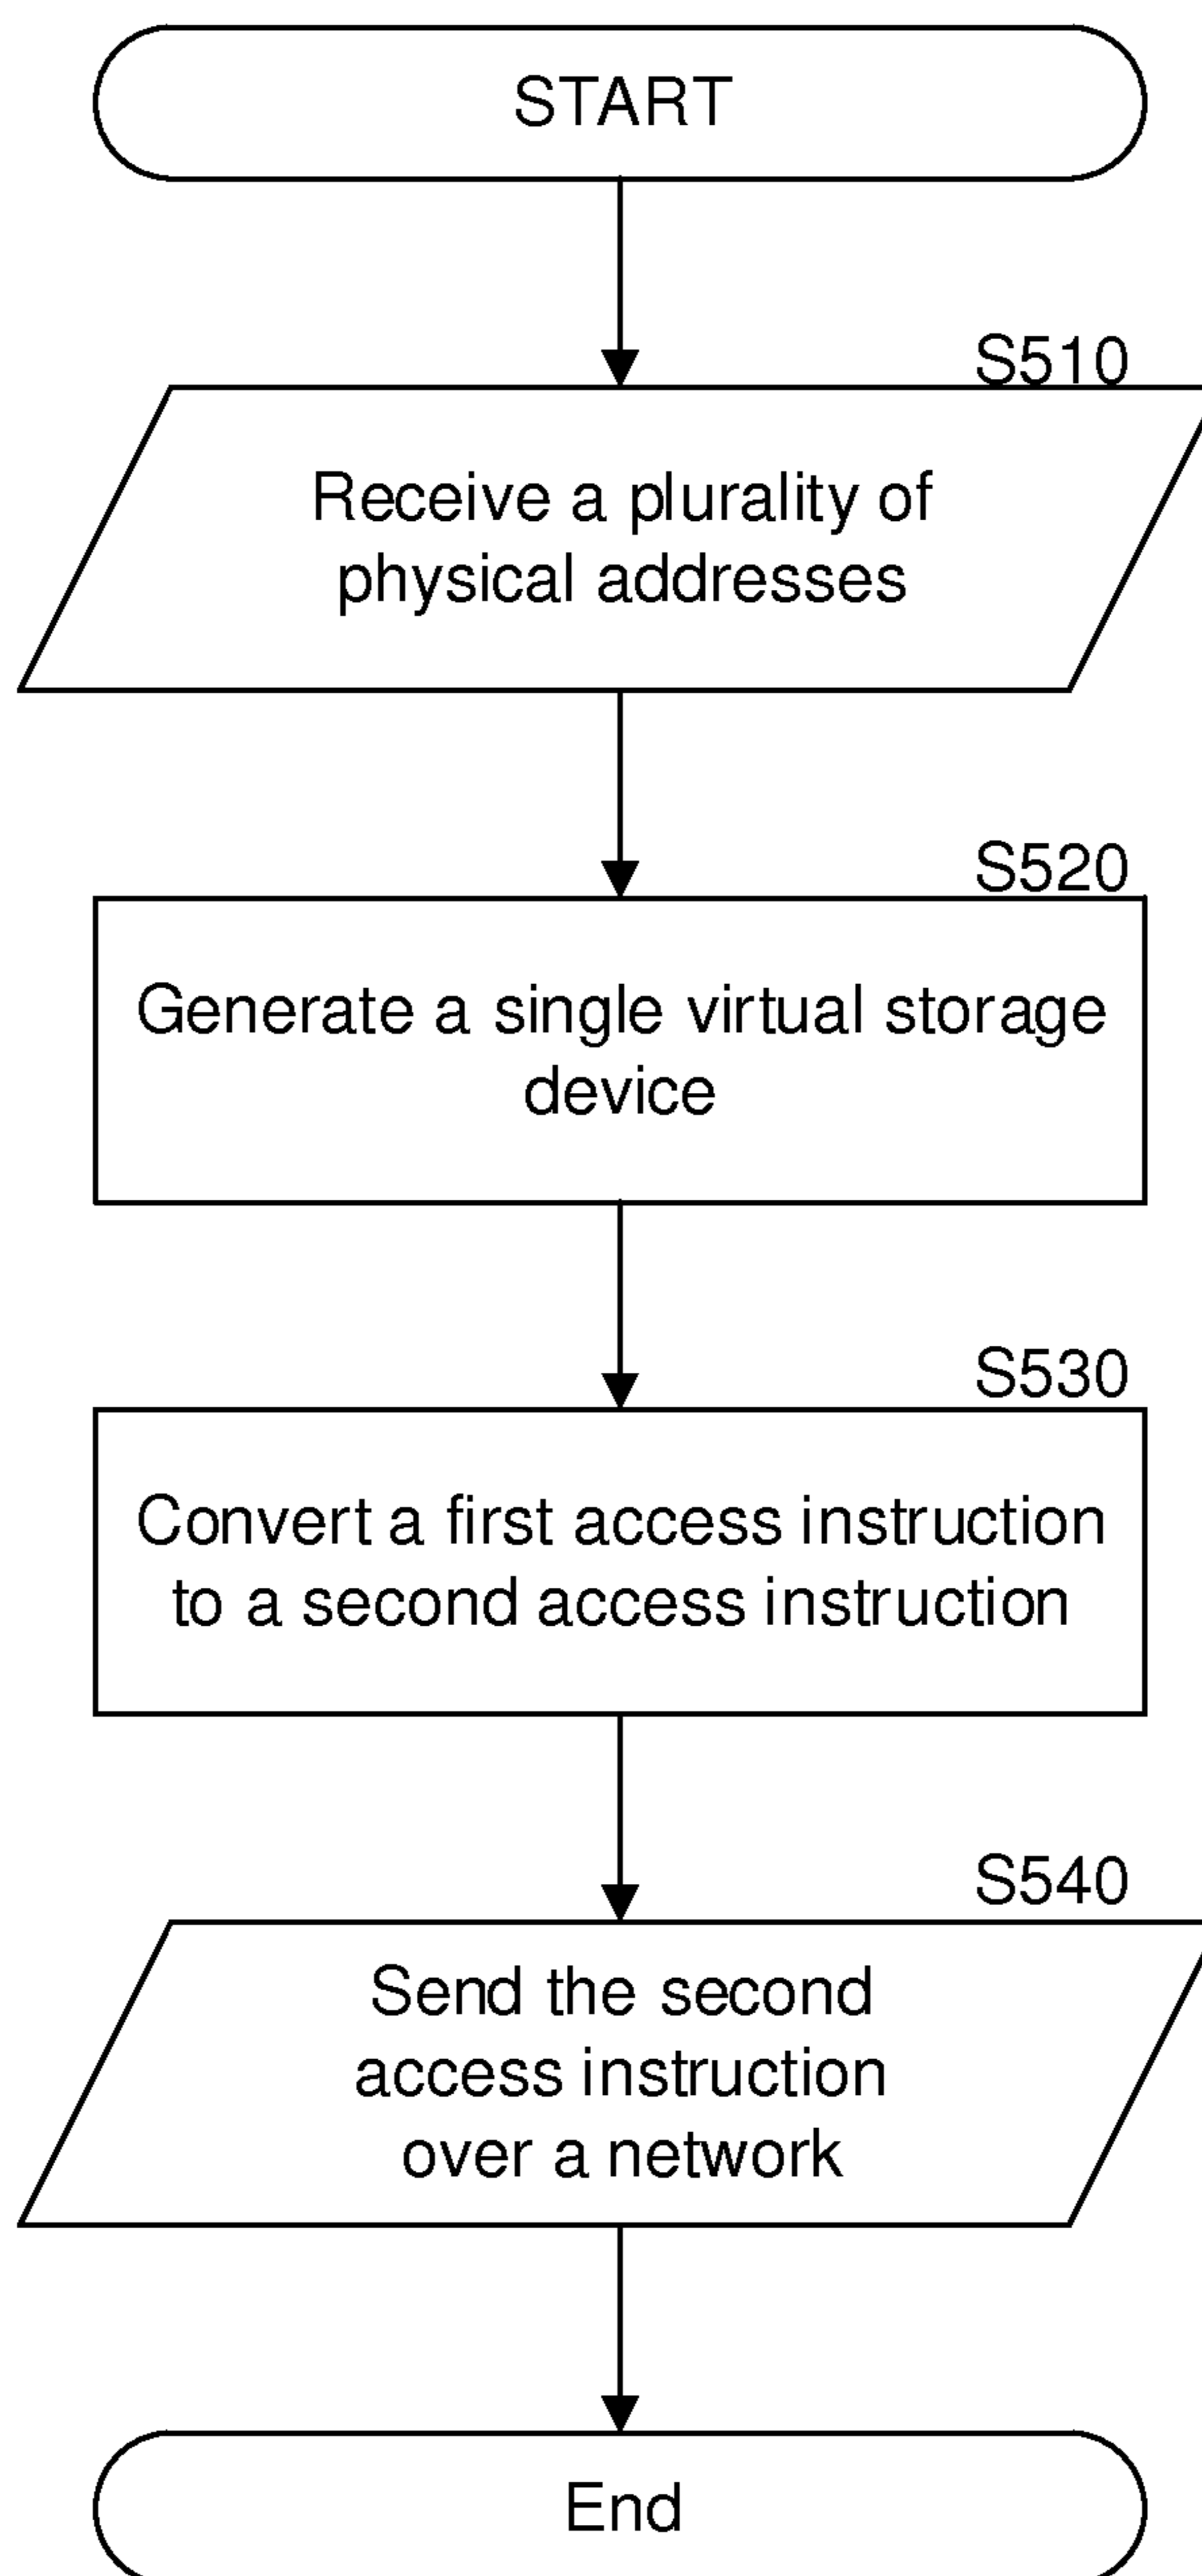 START
S510
Receive a plurality of
physical addresses
S520
Generate a single virtual storage
device
S530
Convert a first access instruction
to a second access instruction
S540
Send the second
access instruction
over a network
End